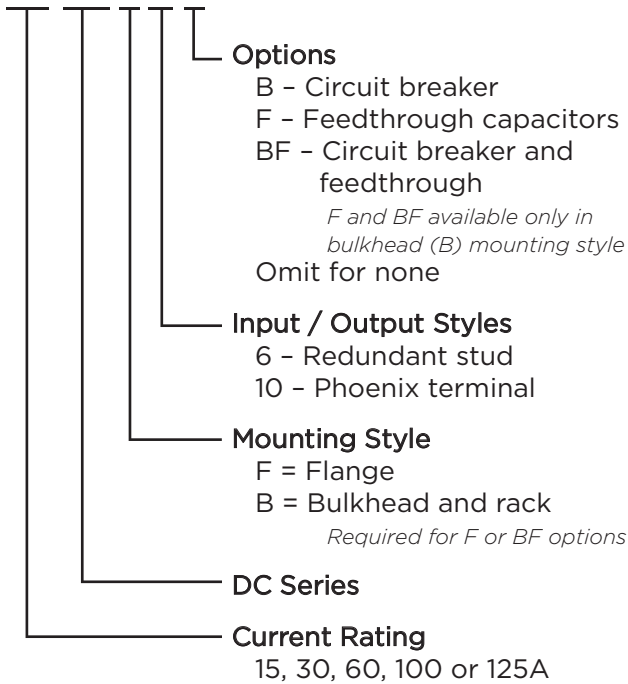 Options
B – Circuit breaker
F – Feedthrough capacitors
BF – Circuit breaker and
feedthrough
F and BF available only in
bulkhead (B) mounting style
Omit for none
Input / Output Styles
6 – Redundant stud
10 – Phoenix terminal
Mounting Style
F = Flange
B = Bulkhead and rack
Required for F or BF options
DC Series
Current Rating
15, 30, 60, 100 or 125A